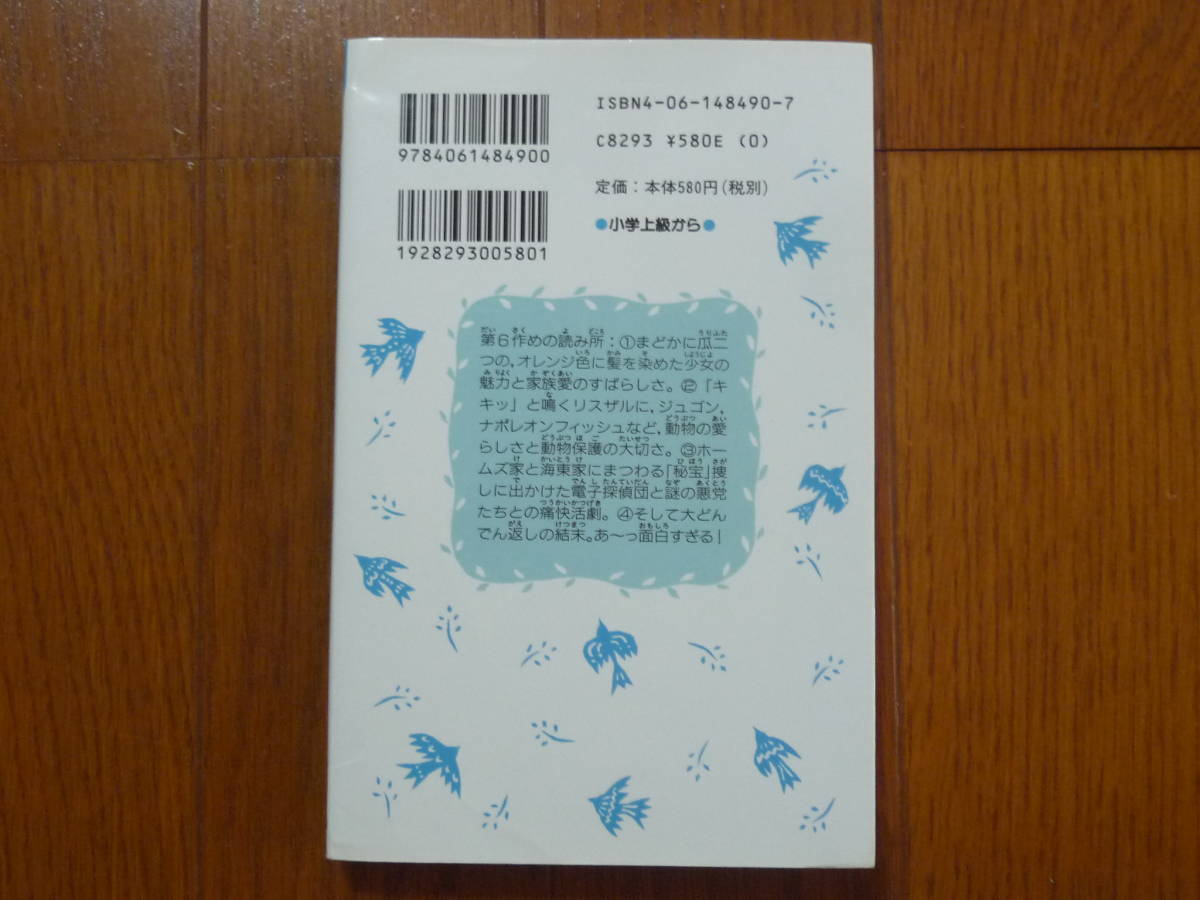 ISBN4-06-148490-7
9784061484900
C8293 ¥580E (0)
定価：本体580円(税別)
1928293005801
●小学上級から●
第6作めの読み所：①まどかに瓜二
つの，オレンジ色に髪を染めた少女の
魅力と家族愛のすばらしさ。②「キ
キッ」と鳴くリスザルに，ジュゴン，
ナポレオンフィッシュなど，動物の愛
らしさと動物保護の大切さ。③ホー
ムズ家と海東家にまつわる「秘宝」捜
しに出かけた電子探偵団と謎の悪党
たちとの痛快活劇。④そして大どん
でん返しの結末。あ〜っ面白すぎる！